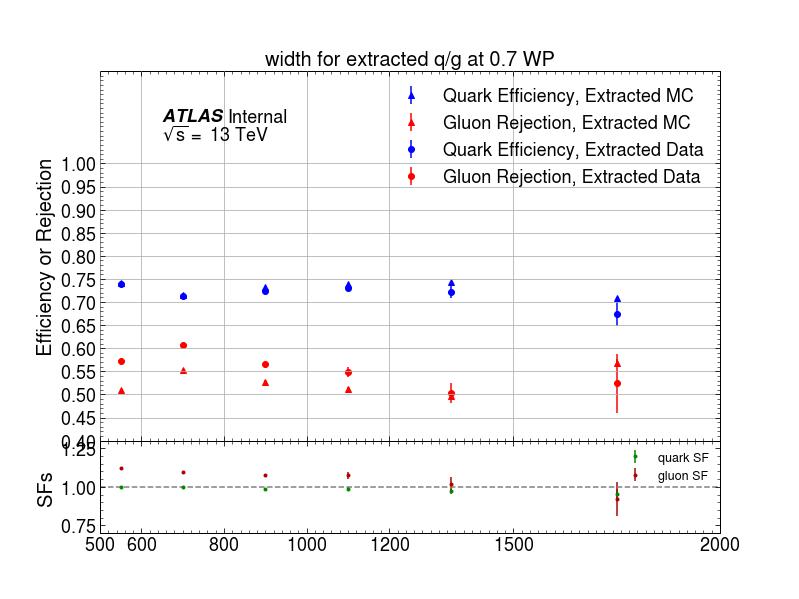 width for extracted q/g at 0.7 WP
ATLAS Internal
√s = 13 TeV
Quark Efficiency, Extracted MC
Gluon Rejection, Extracted MC
Quark Efficiency, Extracted Data
Gluon Rejection, Extracted Data
Efficiency or Rejection
1.00
0.95
0.90
0.85
0.80
0.75
0.70
0.65
0.60
0.55
0.50
0.45
0.40
SFs
1.25
1.00
0.75
quark SF
gluon SF
500 600 800 1000 1200 1500 2000